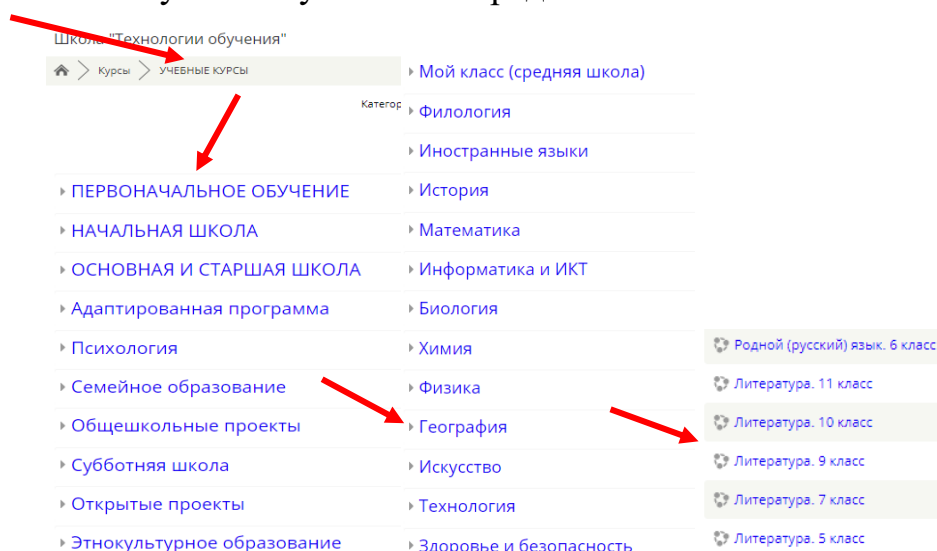 Школа "Технологии обучения"
Курсы
УЧЕБНЫЕ КУРСЫ
Категор
ПЕРВОНАЧАЛЬНОЕ ОБУЧЕНИЕ
НАЧАЛЬНАЯ ШКОЛА
ОСНОВНАЯ И СТАРШАЯ ШКОЛА
Адаптированная программа
Психология
Семейное образование
Общешкольные проекты
Субботняя школа
Открытые проекты
Этнокультурное образование
Мой класс (средняя школа)
Филология
Иностранные языки
История
Математика
Информатика и ИКТ
Биология
Химия
Физика
География
Искусство
Технология
Здоровье и безопасность
Родной (русский) язык. 6 класс
Литература. 11 класс
Литература. 10 класс
Литература. 9 класс
Литература. 7 класс
Литература. 5 класс